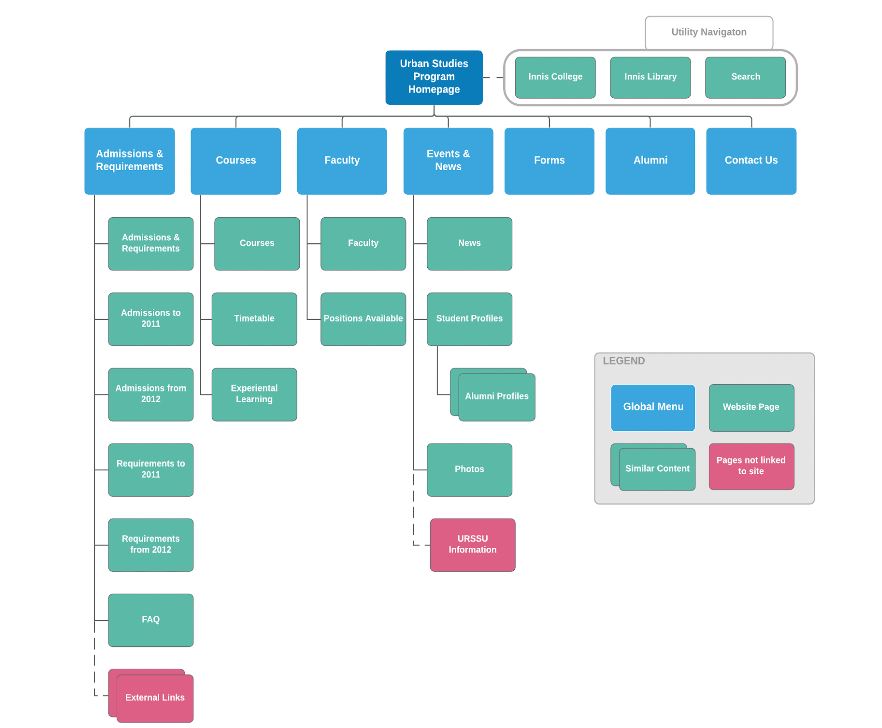 Utility Navigaton
Urban Studies
Program
Homepage
Innis College
Innis Library
Search
Admissions &
Requirements
Courses
Faculty
Events &
News
Forms
Alumni
Contact Us
Admissions &
Requirements
Courses
Faculty
News
Admissions to
2011
Timetable
Positions Available
Student Profiles
LEGEND
Admissions from
2012
Experiental
Learning
Alumni Profiles
Global Menu
Website Page
Requirements to
2011
Photos
Similar Content
Pages not linked
to site
Requirements
from 2012
URSSU
Information
FAQ
External Links